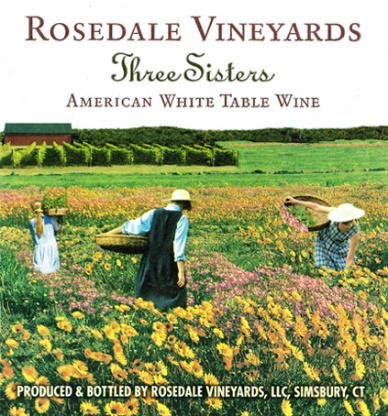 Rosedale Vineyards
Three Sisters
American White Table Wine
PRODUCED & BOTTLED BY ROSEDALE VINEYARDS, LLC, SIMSBURY, CT